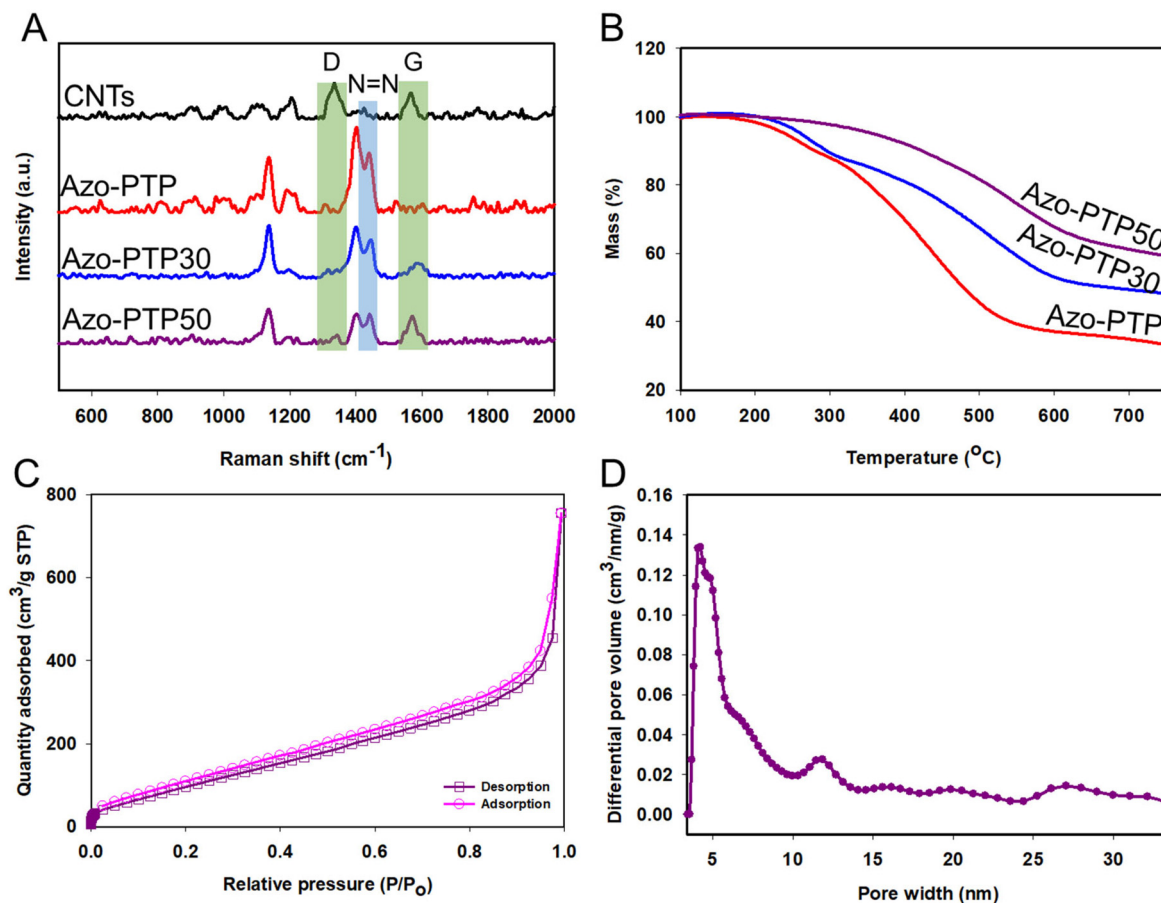 A
D
G
N=N
CNTs
Azo-PTP
Azo-PTP30
Azo-PTP50
Intensity (a.u.)
600 800 1000 1200 1400 1600 1800 2000
Raman shift (cm⁻¹)
B
120
100
80
60
40
20
Mass (%)
Azo-PTP50
Azo-PTP30
Azo-PTP
100 200 300 400 500 600 700
Temperature (°C)
C
800
600
400
200
0
Quantity adsorbed (cm³/g STP)
Desorption
Adsorption
0.0 0.2 0.4 0.6 0.8 1.0
Relative pressure (P/Pₒ)
D
0.16
0.14
0.12
0.10
0.08
0.06
0.04
0.02
0.00
Differential pore volume (cm³/nm/g)
5 10 15 20 25 30
Pore width (nm)